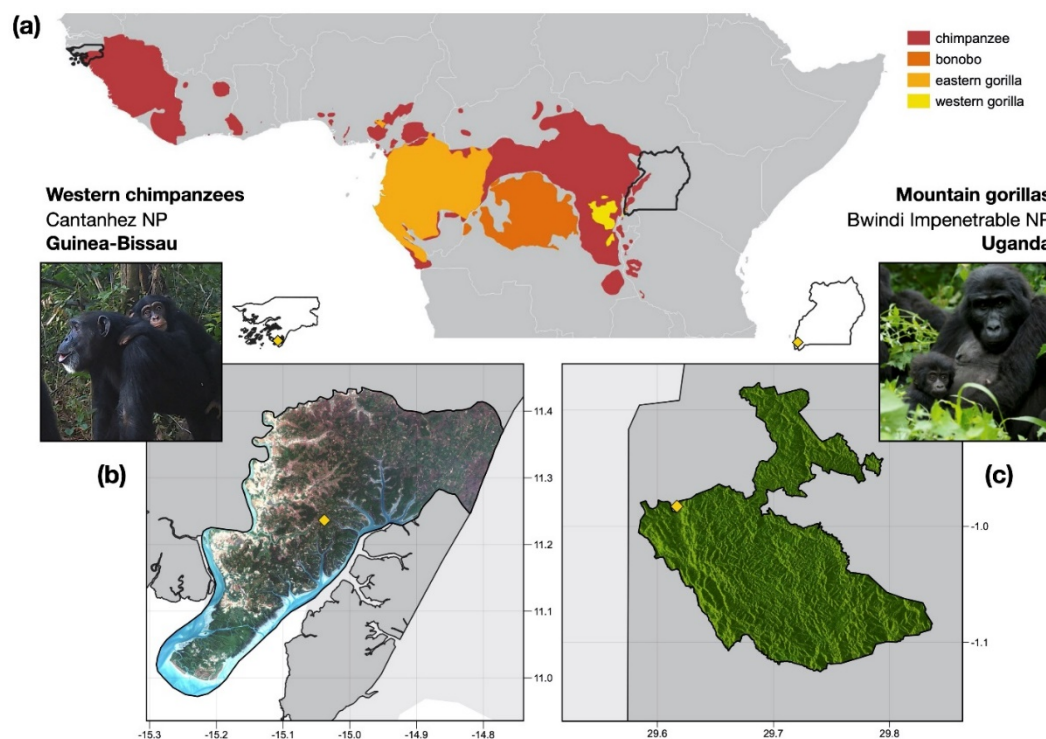 (a)
chimpanzee
bonobo
eastern gorilla
western gorilla
Western chimpanzees
Cantanhez NP
Guinea-Bissau
Mountain gorillas
Bwindi Impenetrable NP
Uganda
(b)
11.4
11.3
11.2
11.1
11.0
-15.3
-15.2
-15.1
-15.0
-14.9
-14.8
(c)
-1.0
-1.1
29.6
29.7
29.8